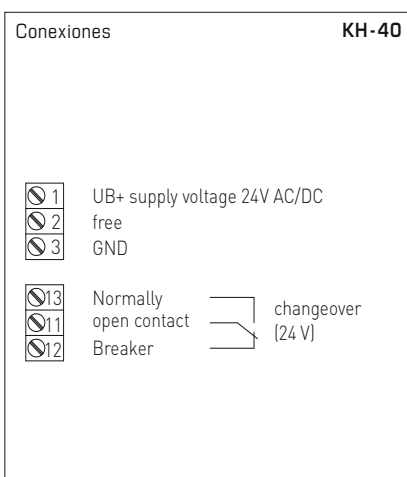 Conexiones KH-40
1 UB+ supply voltage 24V AC/DC
2 free
3 GND
13 Normally
11 open contact
12 Breaker
changeover
(24 V)